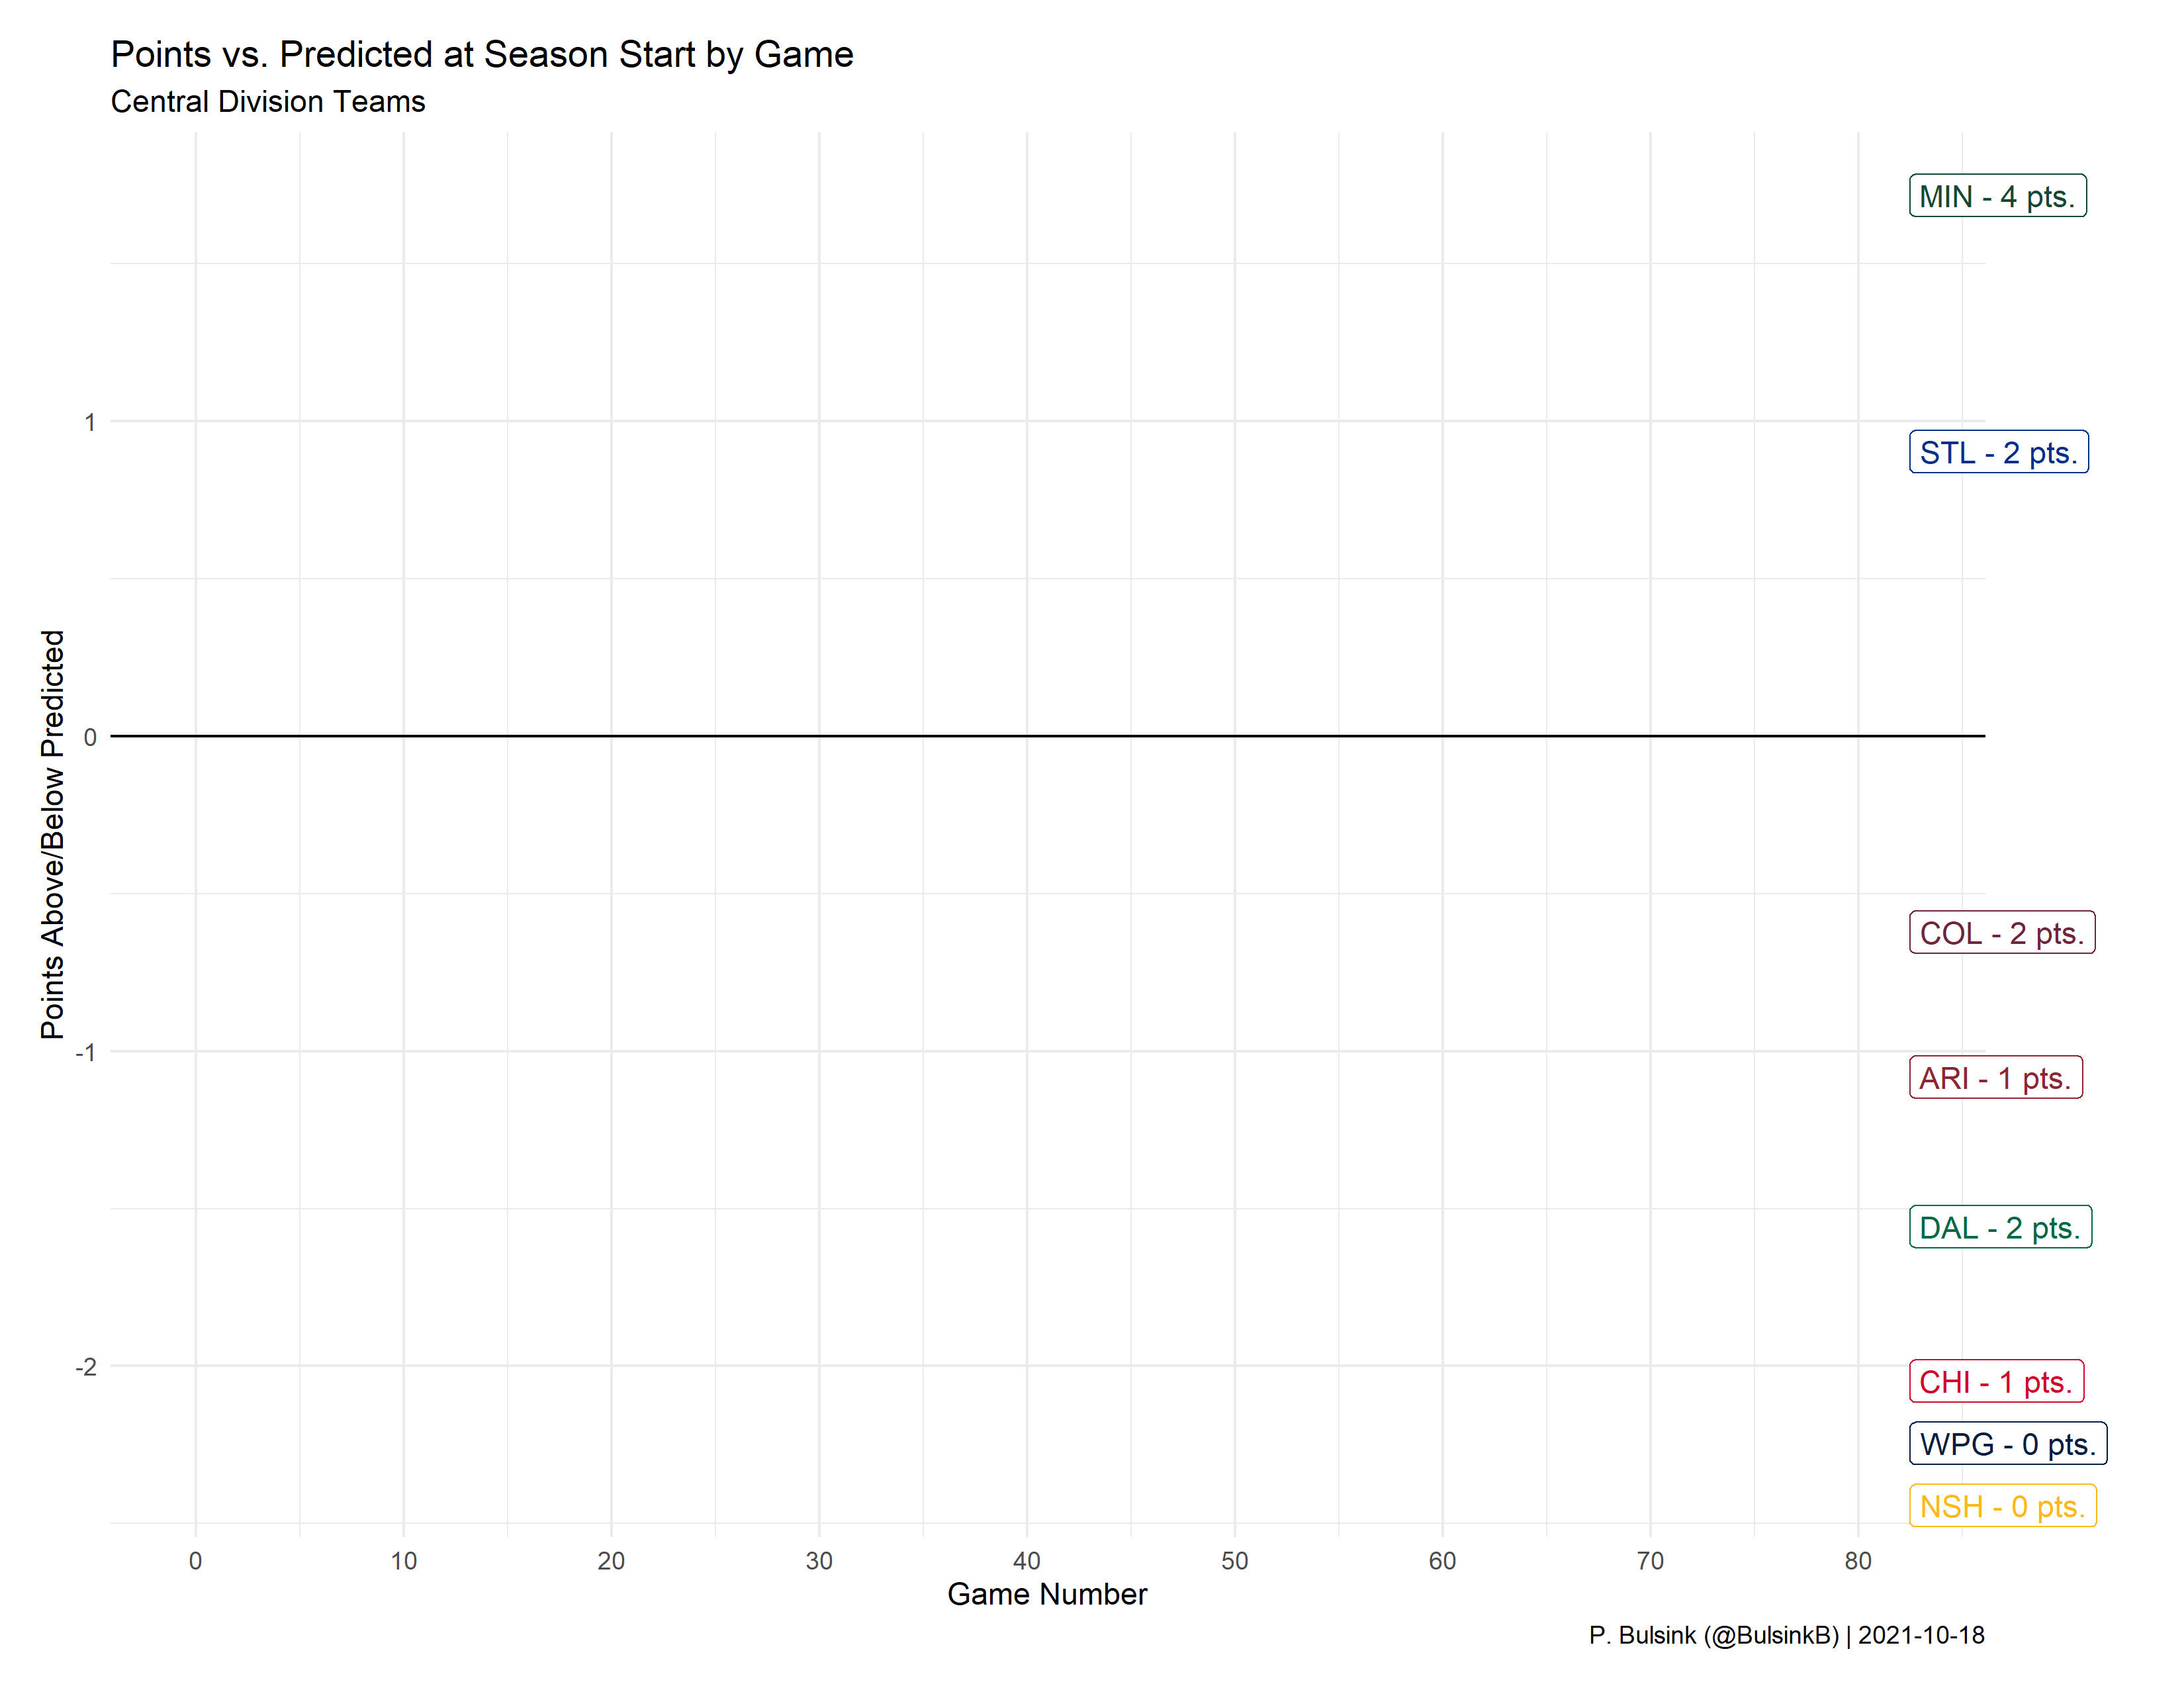 Points vs. Predicted at Season Start by Game
Central Division Teams
MIN - 4 pts.
1
STL - 2 pts.
Points Above/Below Predicted
0
COL - 2 pts.
-1
ARI - 1 pts.
DAL - 2 pts.
-2
CHI - 1 pts.
WPG - 0 pts.
NSH - 0 pts.
0 10 20 30 40 50 60 70 80
Game Number
P. Bulsink (@BulsinkB) | 2021-10-18